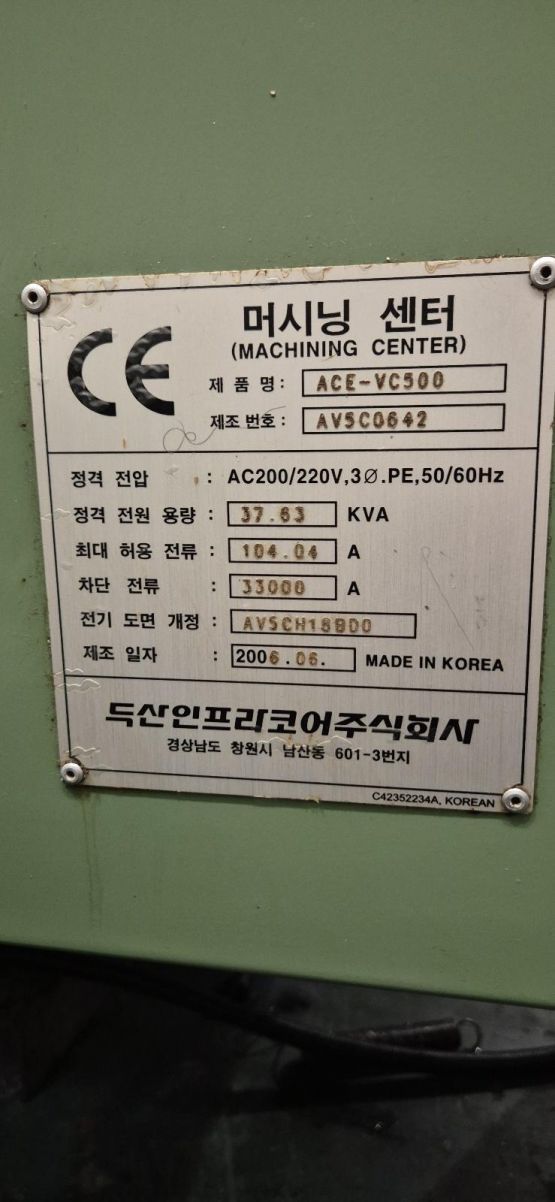 CE
머시닝 센터
(MACHINING CENTER)
제 품 명 : ACE-VC500
제조 번호 : AV5C0642
정격 전압 : AC200/220V,3Ø.PE,50/60Hz
정격 전원 용량 : 37.63 KVA
최대 허용 전류 : 104.04 A
차단 전류 : 33000 A
전기 도면 개정 : AV5CH18BD0
제조 일자 : 2006.06. MADE IN KOREA
두산인프라코어주식회사
경상남도 창원시 남산동 601-3번지
C42352234A, KOREAN